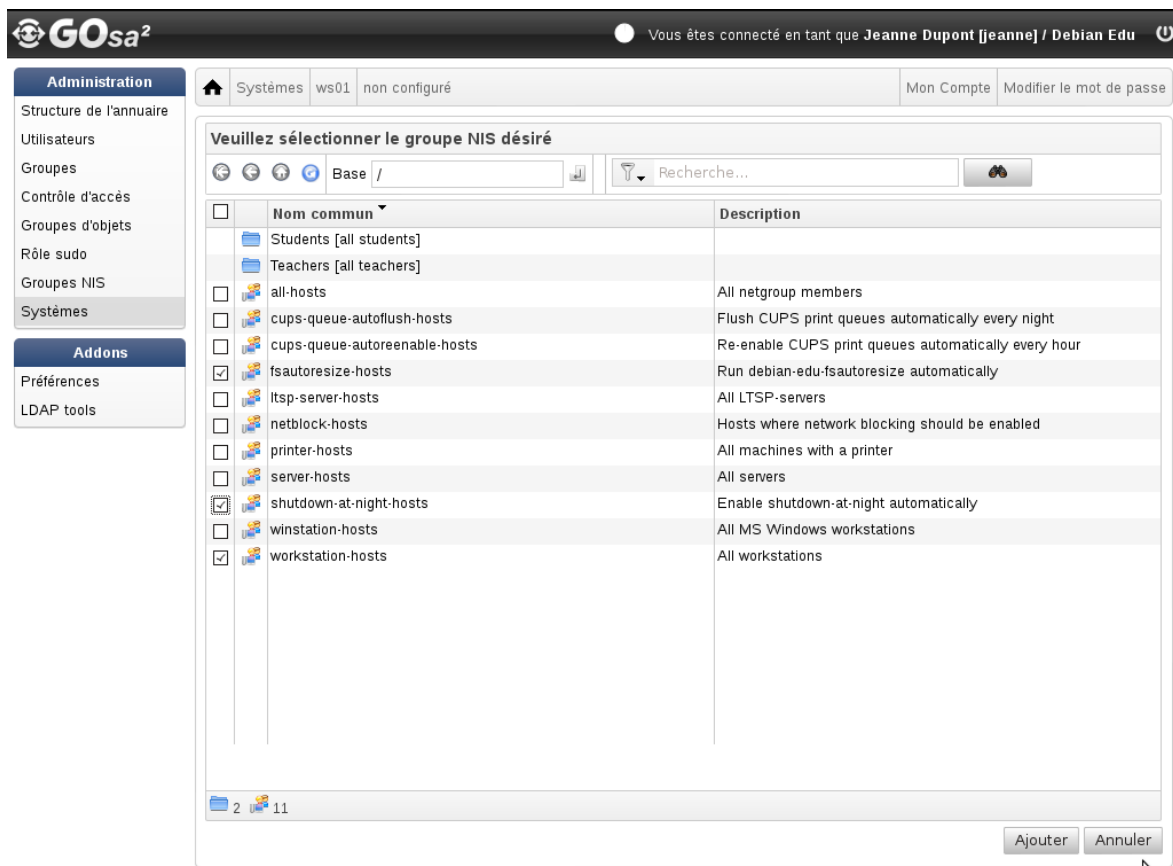 GOsa²
Vous êtes connecté en tant que Jeanne Dupont [jeanne] / Debian Edu
Administration
Structure de l'annuaire
Utilisateurs
Groupes
Contrôle d'accès
Groupes d'objets
Rôle sudo
Groupes NIS
Systèmes
Addons
Préférences
LDAP tools
Systèmes ws01 non configuré
Mon Compte Modifier le mot de passe
Veuillez sélectionner le groupe NIS désiré
Base /
Recherche...
Nom commun Description
Students [all students]
Teachers [all teachers]
all-hosts All netgroup members
cups-queue-autoflush-hosts Flush CUPS print queues automatically every night
cups-queue-autoreenable-hosts Re-enable CUPS print queues automatically every hour
fsautoresize-hosts Run debian-edu-fsautoresize automatically
ltsp-server-hosts All LTSP-servers
netblock-hosts Hosts where network blocking should be enabled
printer-hosts All machines with a printer
server-hosts All servers
shutdown-at-night-hosts Enable shutdown-at-night automatically
winstation-hosts All MS Windows workstations
workstation-hosts All workstations
2 11
Ajouter Annuler